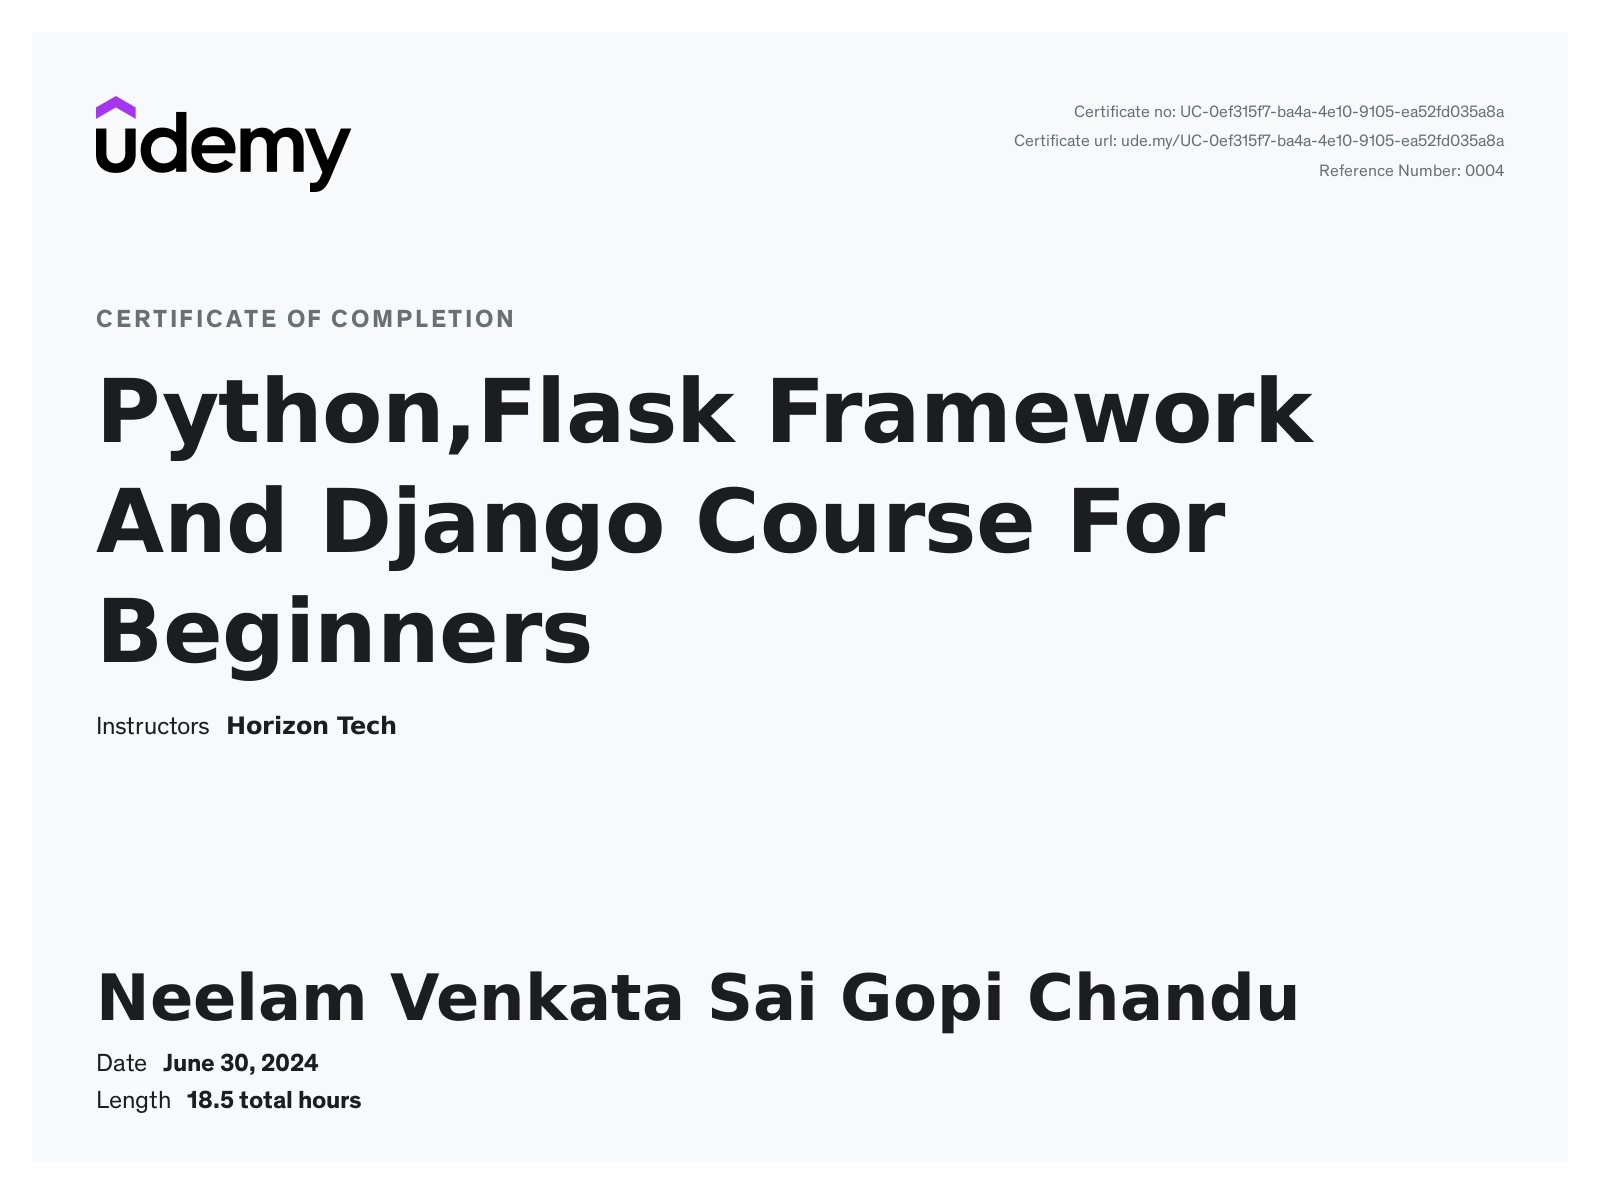 udemy
Certificate no: UC-0ef315f7-ba4a-4e10-9105-ea52fd035a8a
Certificate url: ude.my/UC-0ef315f7-ba4a-4e10-9105-ea52fd035a8a
Reference Number: 0004
CERTIFICATE OF COMPLETION
Python,Flask Framework
And Django Course For
Beginners
Instructors Horizon Tech
Neelam Venkata Sai Gopi Chandu
Date June 30, 2024
Length 18.5 total hours